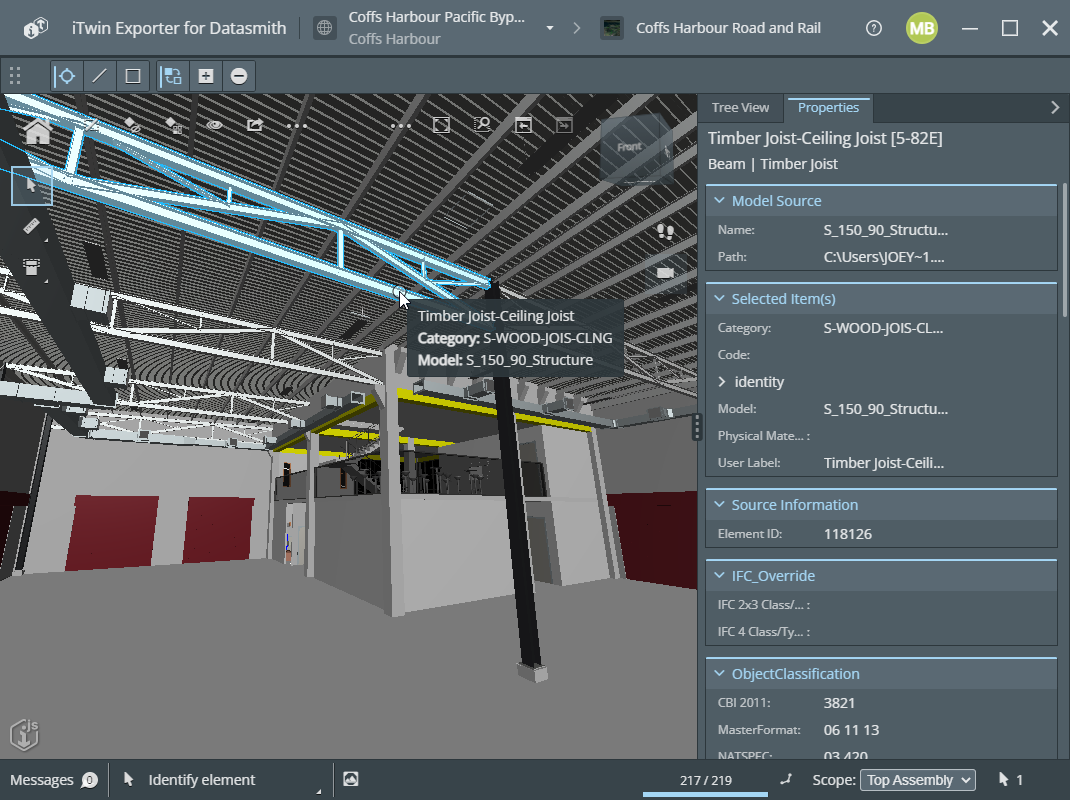 iTwin Exporter for Datasmith
Coffs Harbour Pacific Byp...
Coffs Harbour
Coffs Harbour Road and Rail
MB
Tree View
Properties
Front
Timber Joist-Ceiling Joist [5-82E]
Beam | Timber Joist
Model Source
Name: S_150_90_Structu...
Path: C:\Users\JOEY~1....
Selected Item(s)
Category: S-WOOD-JOIS-CL...
Code:
identity
Model: S_150_90_Structu...
Physical Mate... :
User Label: Timber Joist-Ceili...
Source Information
Element ID: 118126
IFC_Override
IFC 2x3 Class/... :
IFC 4 Class/Ty... :
ObjectClassification
CBI 2011: 3821
MasterFormat: 06 11 13
NATSPEC: 03 420
Timber Joist-Ceiling Joist
Category: S-WOOD-JOIS-CLNG
Model: S_150_90_Structure
js
Messages 0
Identify element
217 / 219
Scope: Top Assembly
1